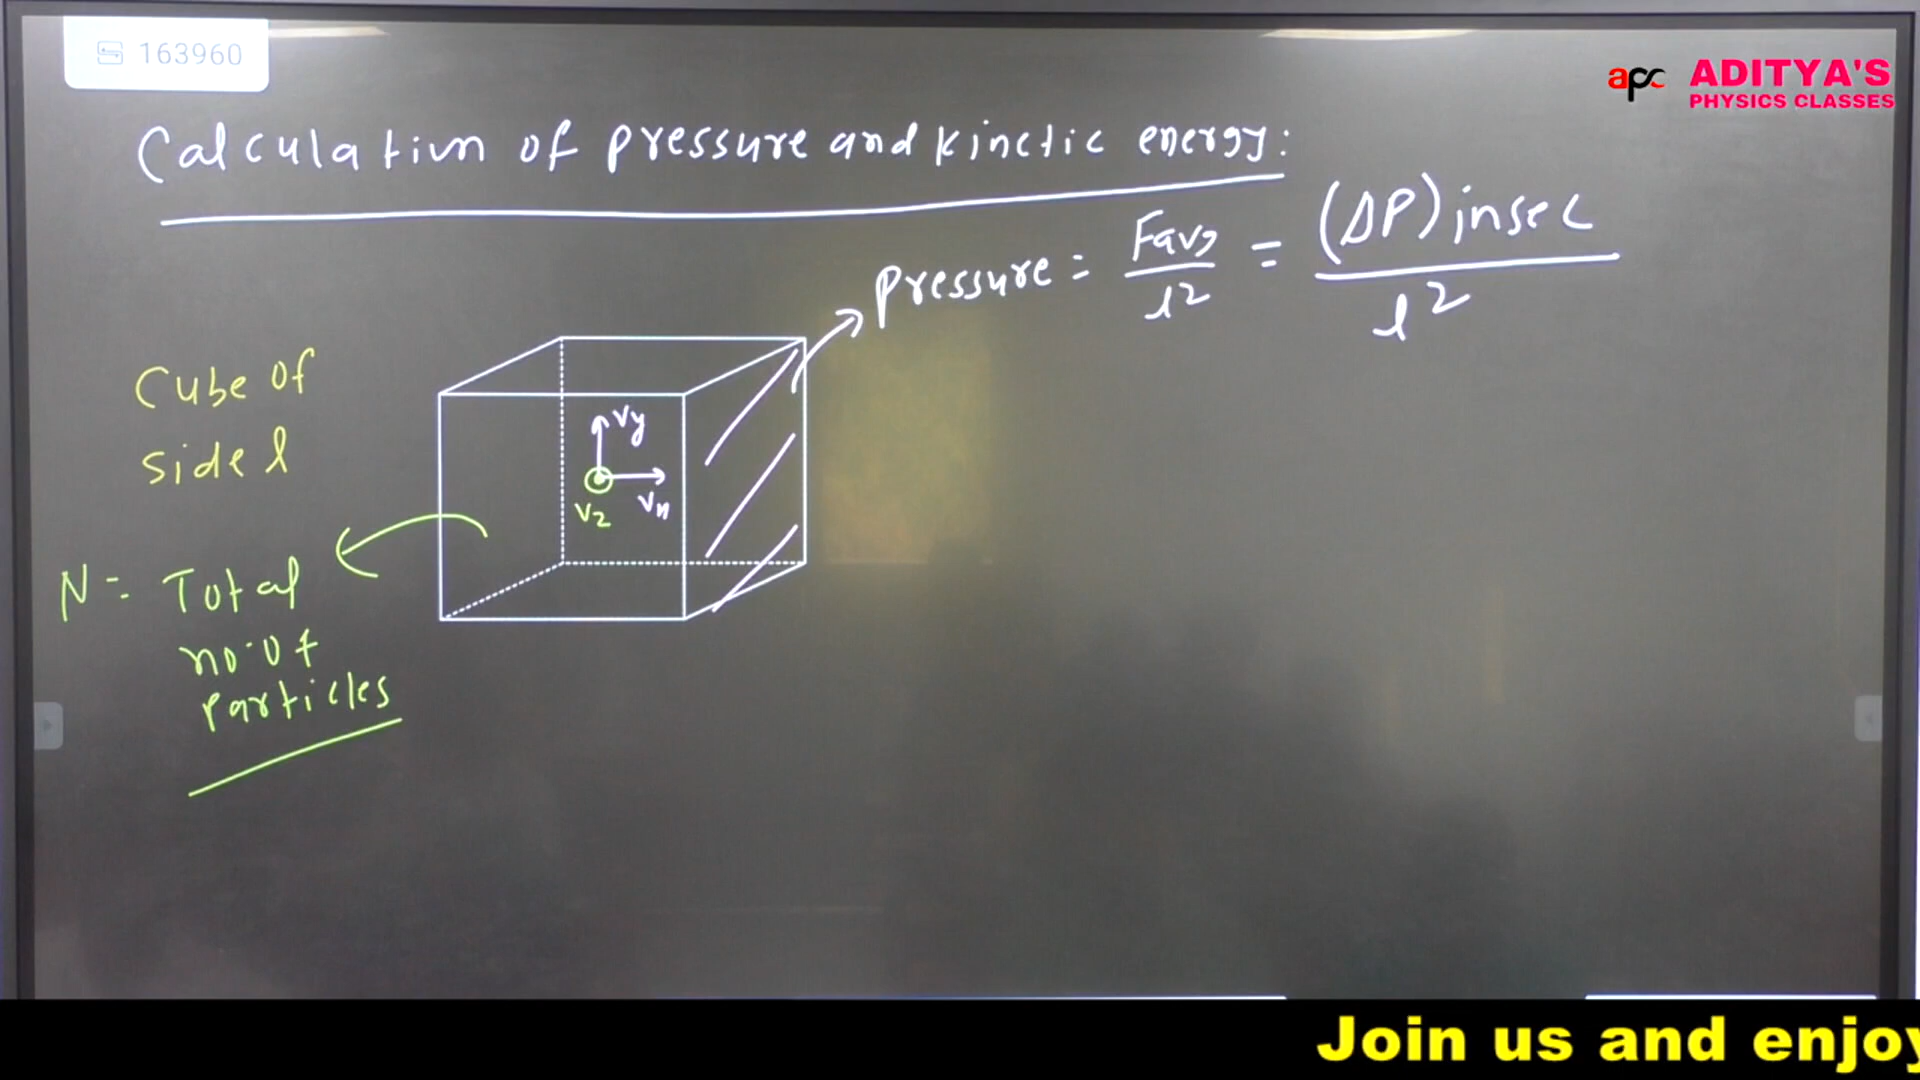 163960
apc ADITYA'S
PHYSICS CLASSES
Calculation of pressure and kinetic energy:
Pressure = Favg / l² = (ΔP) in sec / l²
Cube of
side l
Vy
Vz
Vx
N = Total
no. of
particles
Join us and enjoy